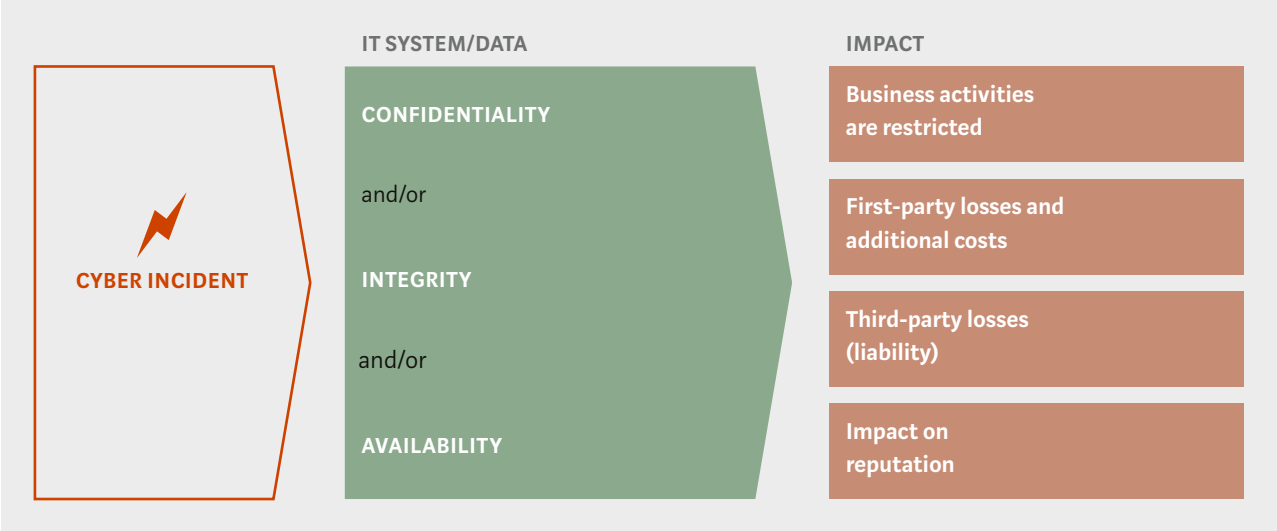 CYBER INCIDENT
IT SYSTEM/DATA
CONFIDENTIALITY
and/or
INTEGRITY
and/or
AVAILABILITY
IMPACT
Business activities
are restricted
First-party losses and
additional costs
Third-party losses
(liability)
Impact on
reputation